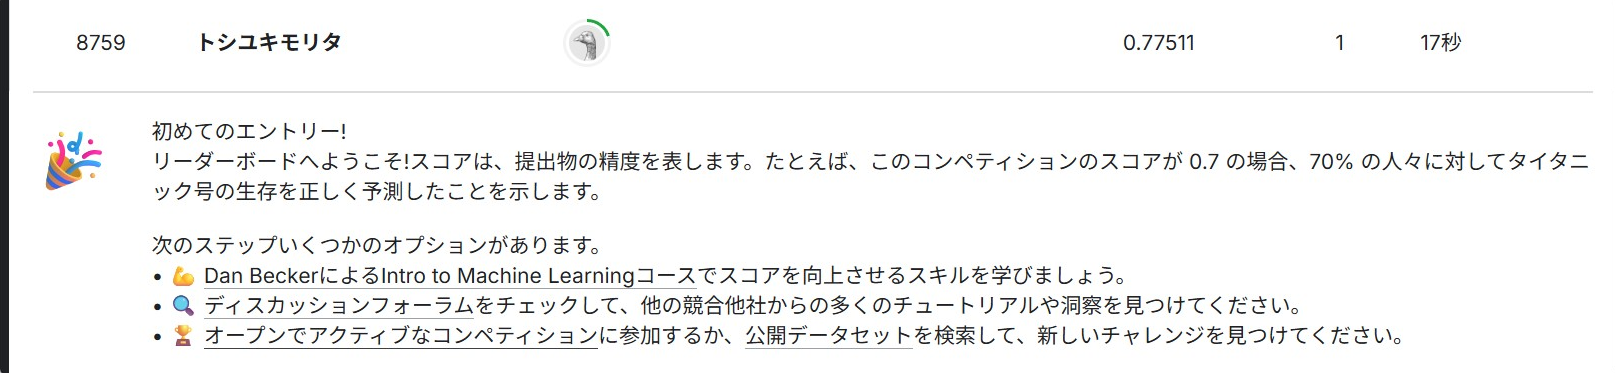 8759 トシユキモリタ 0.77511 1 17秒
初めてのエントリー!
リーダーボードへようこそ!スコアは、提出物の精度を表します。たとえば、このコンペティションのスコアが 0.7 の場合、70% の人々に対してタイタニ
ック号の生存を正しく予測したことを示します。
次のステップいくつかのオプションがあります。
• 💪 Dan BeckerによるIntro to Machine Learningコースでスコアを向上させるスキルを学びましょう。
• 🔍 ディスカッションフォーラムをチェックして、他の競合他社からの多くのチュートリアルや洞察を見つけてください。
• 🏆 オープンでアクティブなコンペティションに参加するか、公開データセットを検索して、新しいチャレンジを見つけてください。